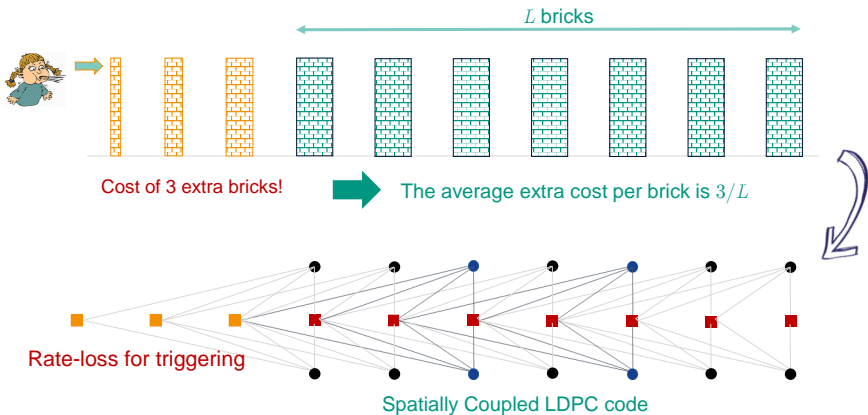 L bricks
Cost of 3 extra bricks!
The average extra cost per brick is 3/L
Rate-loss for triggering
Spatially Coupled LDPC code